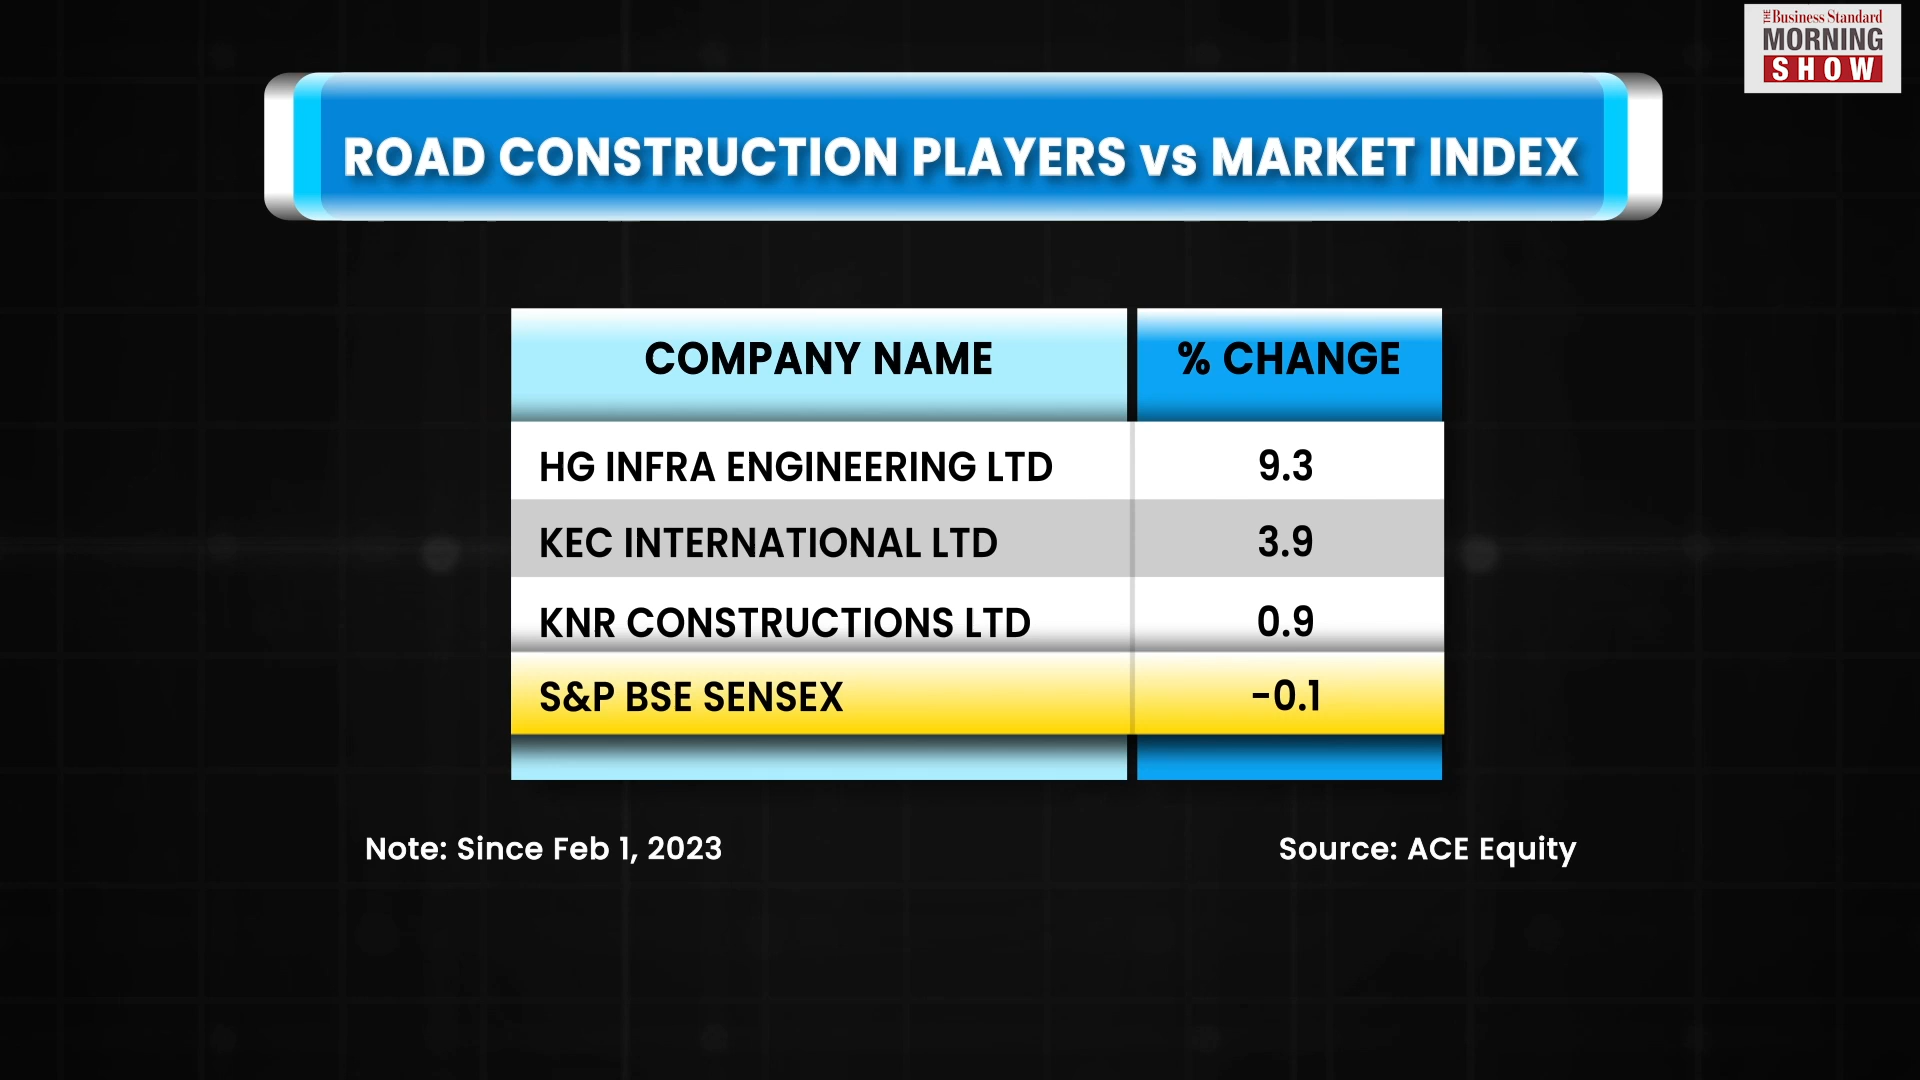 THE Business Standard
MORNING
SHOW
ROAD CONSTRUCTION PLAYERS vs MARKET INDEX
COMPANY NAME % CHANGE
HG INFRA ENGINEERING LTD 9.3
KEC INTERNATIONAL LTD 3.9
KNR CONSTRUCTIONS LTD 0.9
S&P BSE SENSEX -0.1
Note: Since Feb 1, 2023 Source: ACE Equity